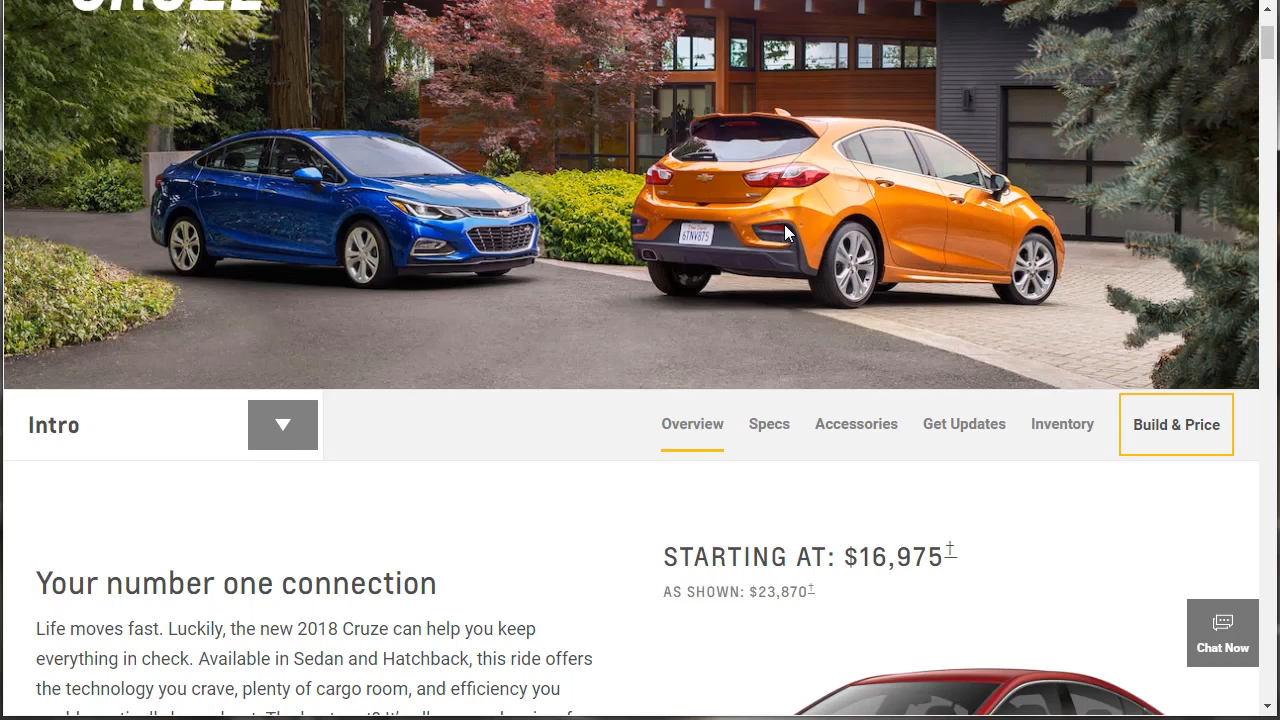 CRUZE
6TNV875
Intro
Overview
Specs
Accessories
Get Updates
Inventory
Build & Price
STARTING AT: $16,975†
AS SHOWN: $23,870†
Your number one connection
Life moves fast. Luckily, the new 2018 Cruze can help you keep
everything in check. Available in Sedan and Hatchback, this ride offers
the technology you crave, plenty of cargo room, and efficiency you
Chat Now